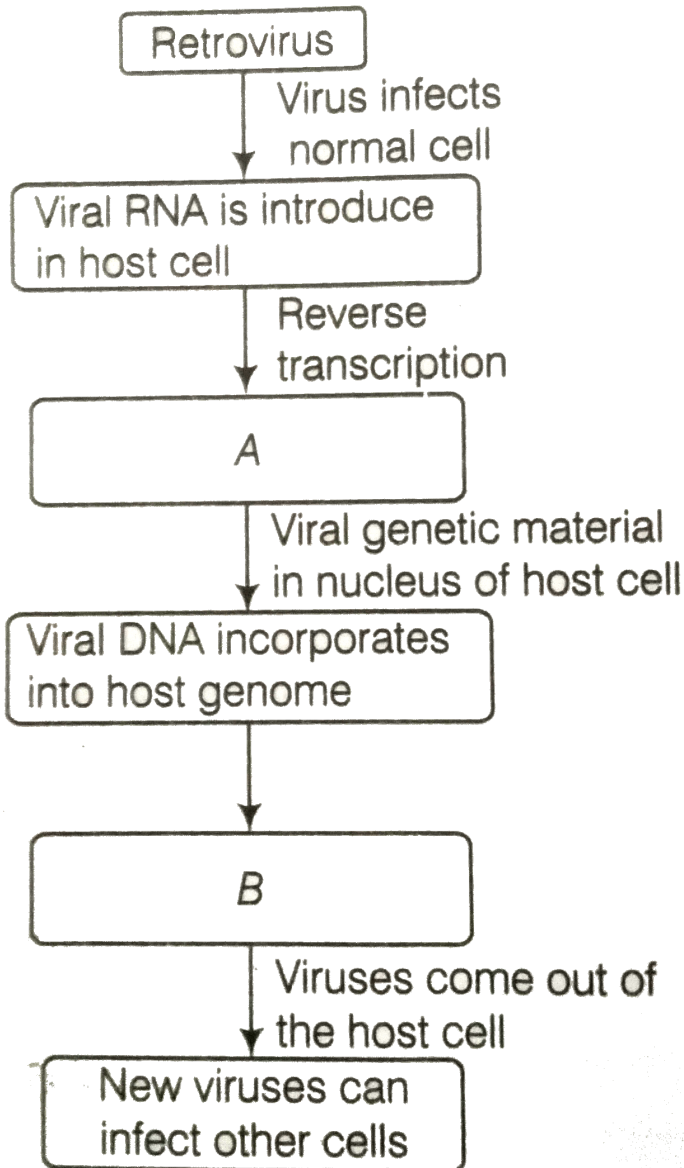 Retrovirus
Virus infects
normal cell
Viral RNA is introduce
in host cell
Reverse
transcription
A
Viral genetic material
in nucleus of host cell
Viral DNA incorporates
into host genome
B
Viruses come out of
the host cell
New viruses can
infect other cells